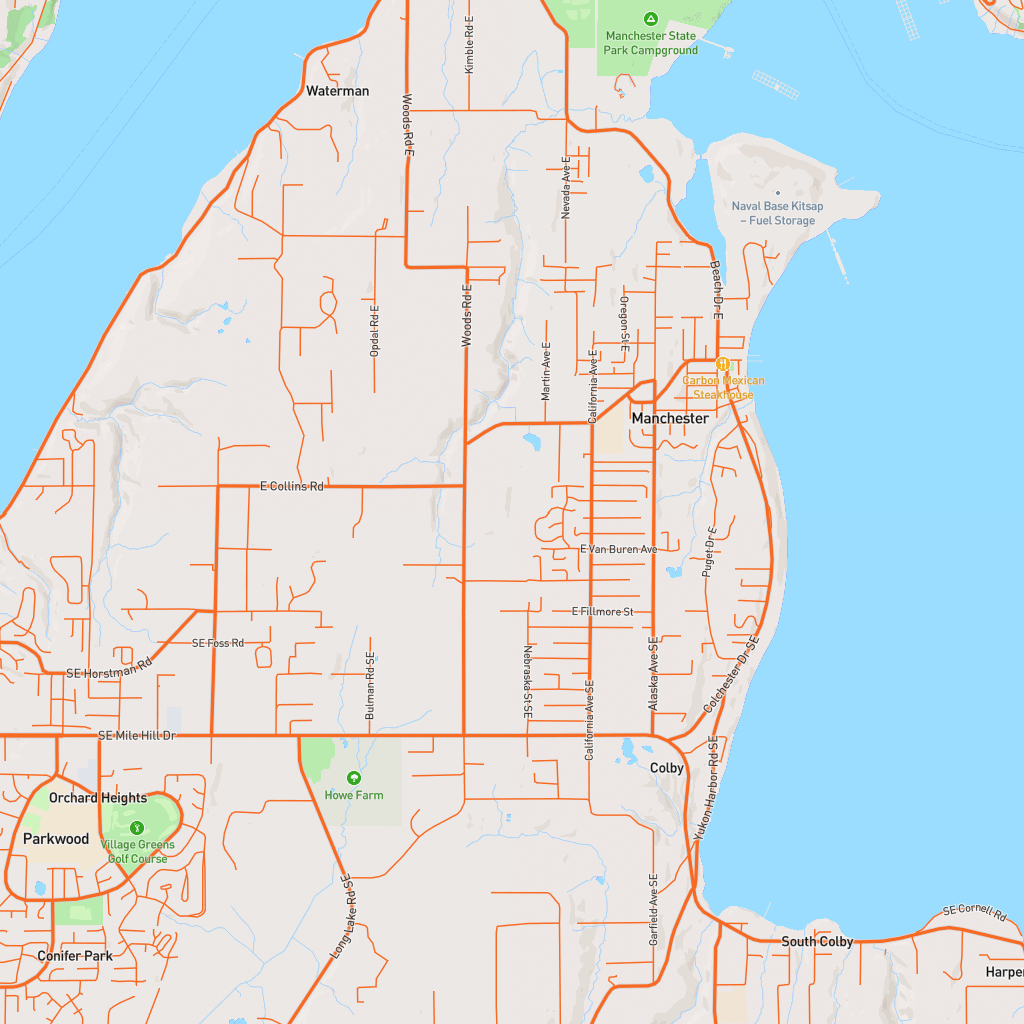 Kimble Rd E
Manchester State
Park Campground
Waterman
Woods Rd E
Nevada Ave E
Naval Base Kitsap
– Fuel Storage
Beach Dr E
Woods Rd E
Opdal Rd E
Oregon St E
Martin Ave E
California Ave E
Carbon Mexican
Steakhouse
Manchester
E Collins Rd
E Van Buren Ave
Puget Dr E
E Fillmore St
SE Foss Rd
SE Horstman Rd
Bulman Rd SE
Nebraska St SE
Alaska Ave SE
Colchester Dr SE
California Ave SE
SE Mile Hill Dr
Yukon Harbor Rd SE
Colby
Orchard Heights
Howe Farm
Parkwood
Village Greens
Golf Course
Long Lake Rd SE
Garfield Ave SE
SE Cornell Rd
South Colby
Conifer Park
Harper